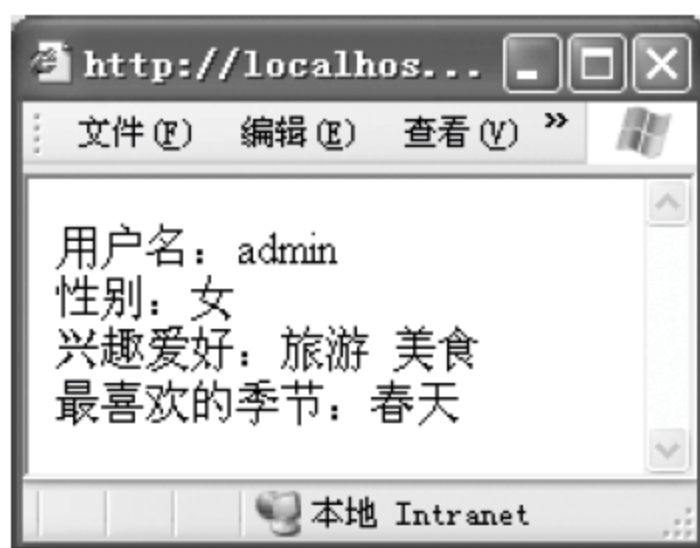 http://localhos...
文件(F) 编辑(E) 查看(V) »
用户名：admin
性别：女
兴趣爱好：旅游 美食
最喜欢的季节：春天
本地 Intranet